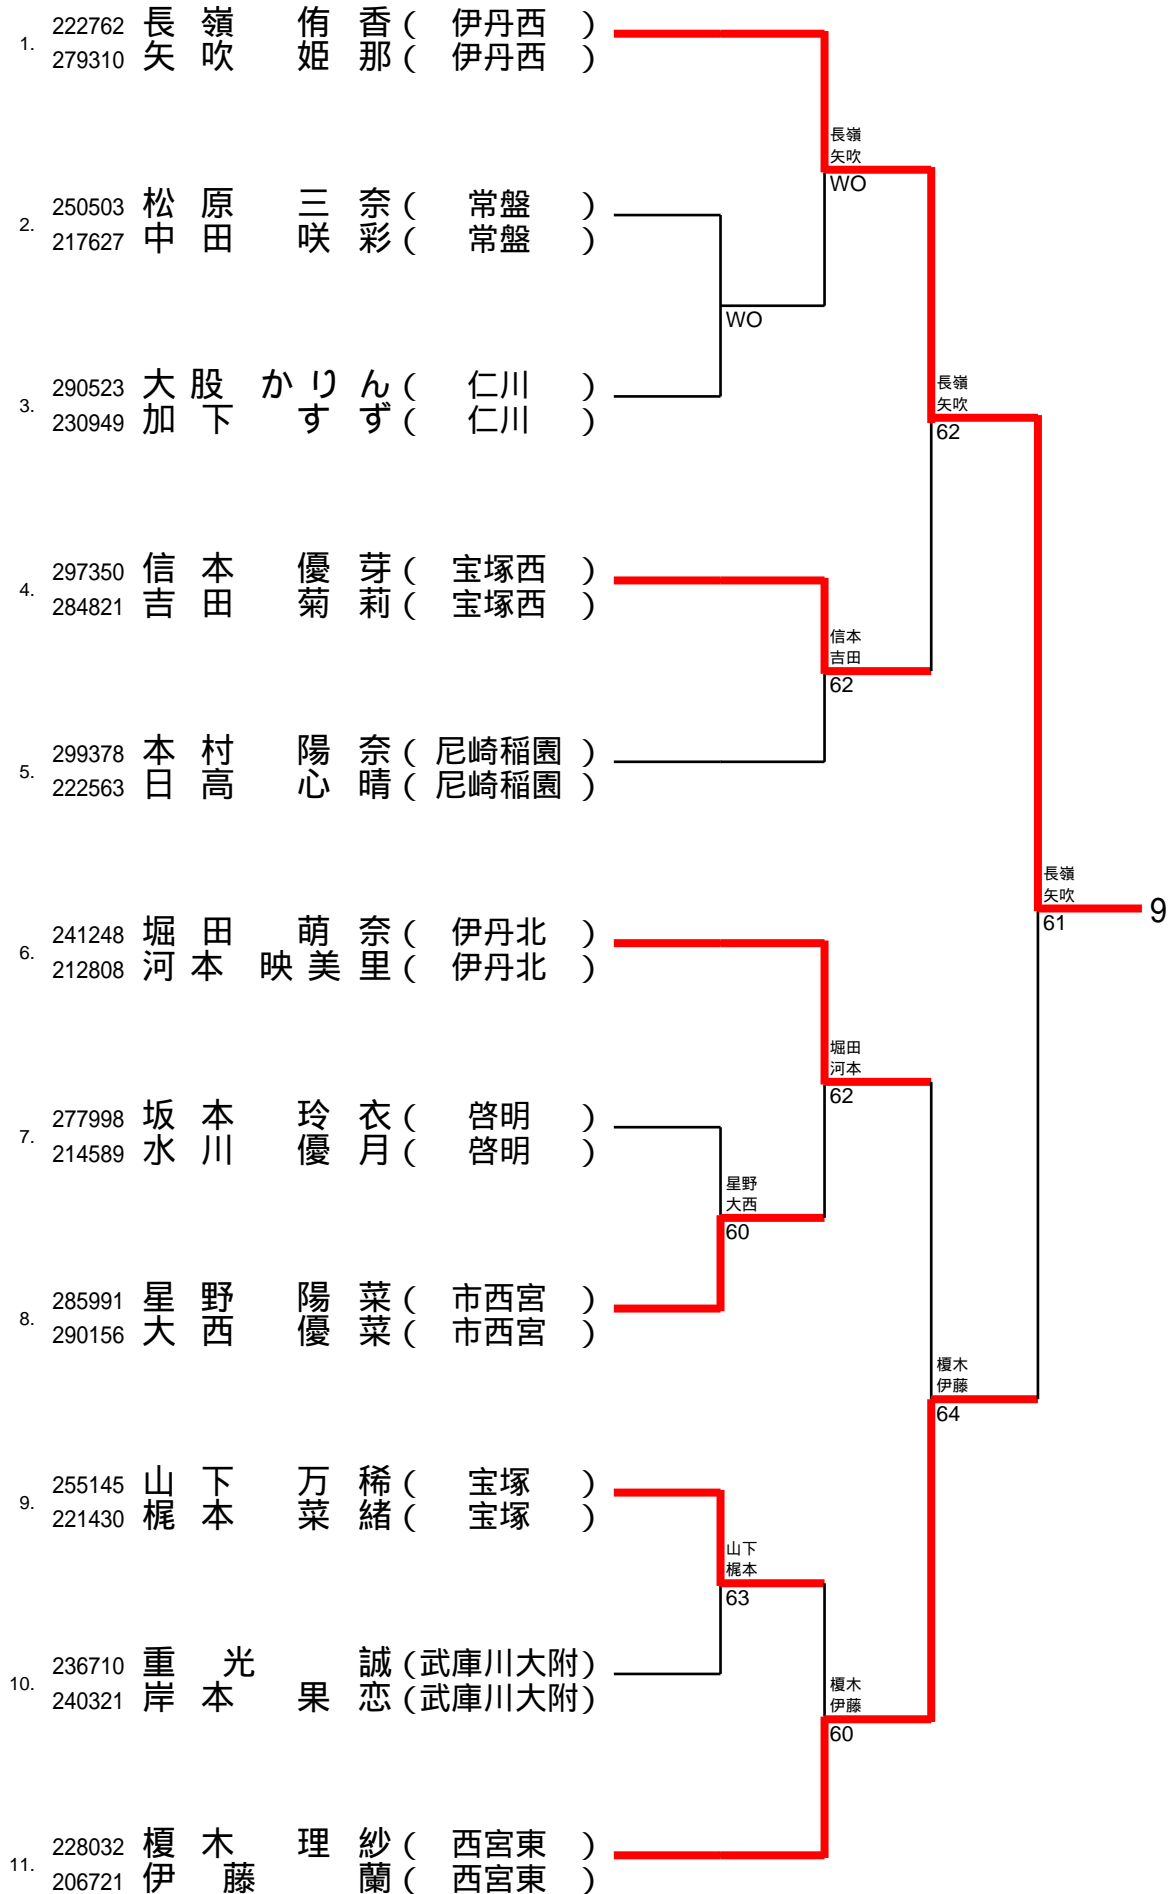 1.
222762 長嶺 侑香 ( 伊丹西 )
279310 矢吹 姫那 ( 伊丹西 )
長嶺
矢吹
WO
2.
250503 松原 三奈 ( 常盤 )
217627 中田 咲彩 ( 常盤 )
WO
3.
290523 大股 かりん ( 仁川 )
230949 加下 すず ( 仁川 )
長嶺
矢吹
62
4.
297350 信本 優芽 ( 宝塚西 )
284821 吉田 菊莉 ( 宝塚西 )
信本
吉田
62
5.
299378 本村 陽奈 ( 尼崎稲園 )
222563 日高 心晴 ( 尼崎稲園 )
長嶺
矢吹
61
9
6.
241248 堀田 萌奈 ( 伊丹北 )
212808 河本 映美里 ( 伊丹北 )
堀田
河本
62
7.
277998 坂本 玲衣 ( 啓明 )
214589 水川 優月 ( 啓明 )
星野
大西
60
8.
285991 星野 陽菜 ( 市西宮 )
290156 大西 優菜 ( 市西宮 )
榎木
伊藤
64
9.
255145 山下 万稀 ( 宝塚 )
221430 梶本 菜緒 ( 宝塚 )
山下
梶本
63
10.
236710 重光 誠 (武庫川大附)
240321 岸本 果恋 (武庫川大附)
榎木
伊藤
60
11.
228032 榎木 理紗 ( 西宮東 )
206721 伊藤 蘭 ( 西宮東 )